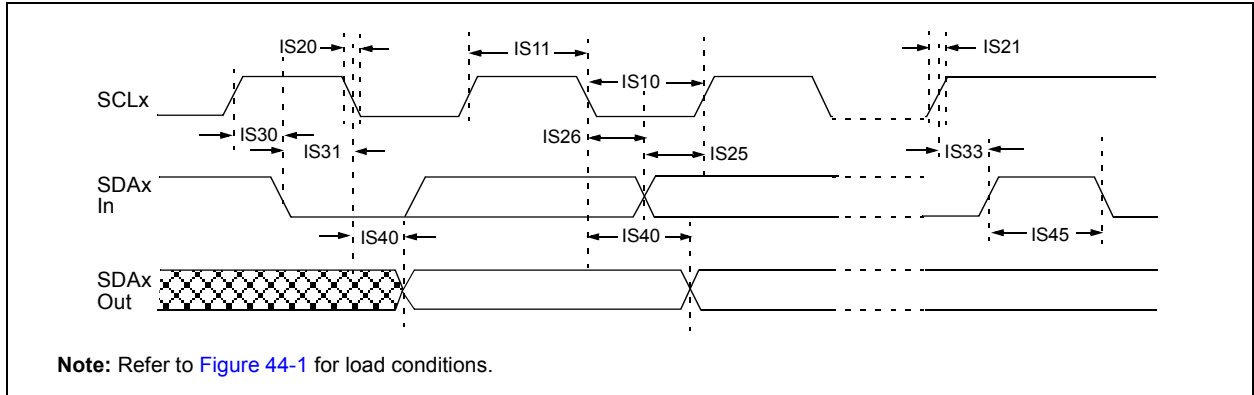 IS20
IS11
IS21
IS10
SCLx
IS30
IS26
IS31
IS25
IS33
SDAx
In
IS40
IS40
IS45
SDAx
Out
Note: Refer to Figure 44-1 for load conditions.